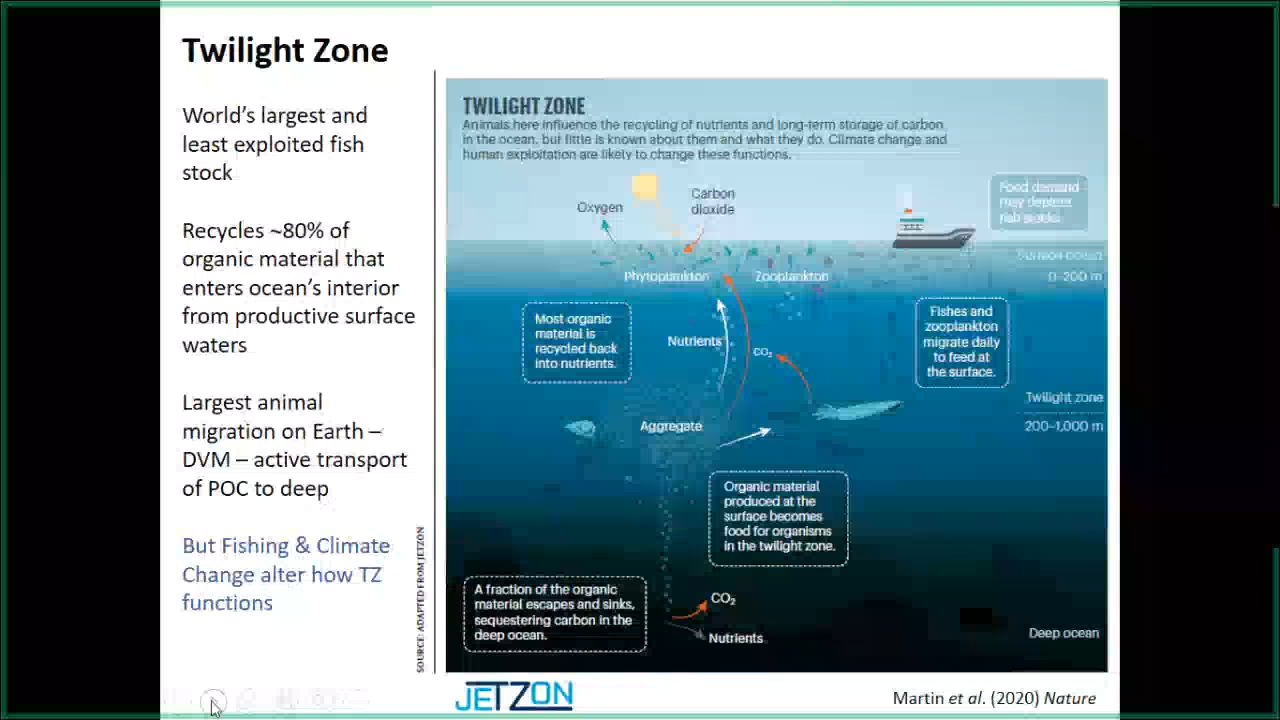 Twilight Zone
World's largest and
least exploited fish
stock
Recycles ~80% of
organic material that
enters ocean's interior
from productive surface
waters
Largest animal
migration on Earth –
DVM – active transport
of POC to deep
But Fishing & Climate
Change alter how TZ
functions
SOURCE: ADAPTED FROM JETZON
TWILIGHT ZONE
Animals here influence the recycling of nutrients and long-term storage of carbon
in the ocean, but little is known about them and what they do. Climate change and
human exploitation are likely to change these functions.
Oxygen
Carbon
dioxide
Food demand
may deplete
fish stocks.
Surface ocean
0–200 m
Phytoplankton
Zooplankton
Most organic
material is
recycled back
into nutrients.
Nutrients
CO₂
Fishes and
zooplankton
migrate daily
to feed at
the surface.
Twilight zone
200–1,000 m
Aggregate
Organic material
produced at the
surface becomes
food for organisms
in the twilight zone.
A fraction of the organic
material escapes and sinks,
sequestering carbon in the
deep ocean.
CO₂
Nutrients
Deep ocean
JETZON
Martin et al. (2020) Nature